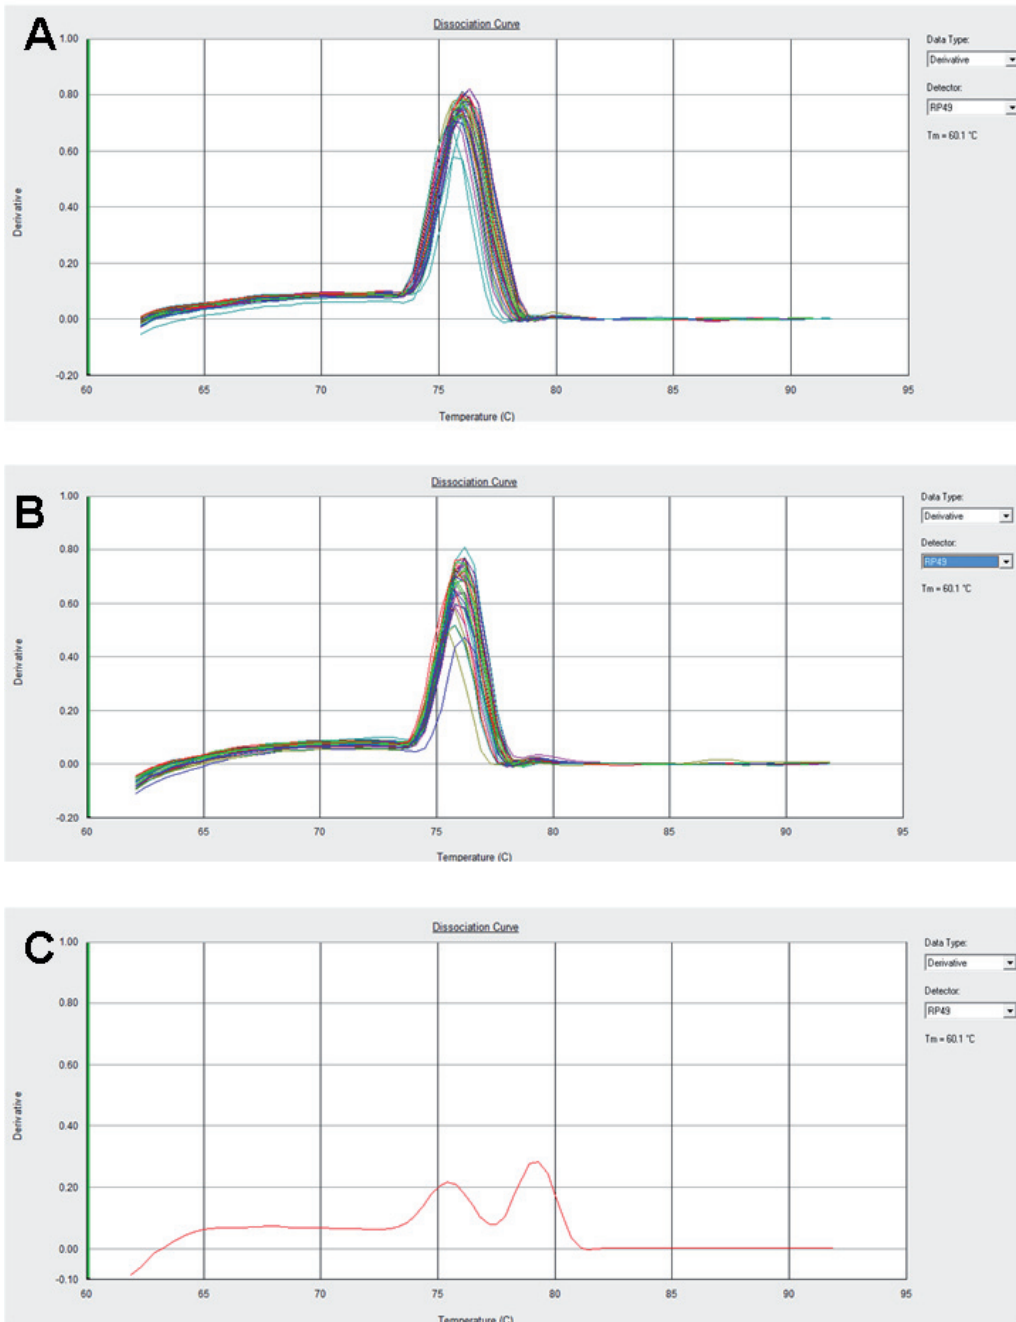 A
Dissociation Curve
1.00
0.80
0.60
0.40
0.20
0.00
-0.20
Derivative
60 65 70 75 80 85 90 95
Temperature (C)
Data Type:
Derivative
Detector:
RP49
Tm = 60.1 °C
B
Dissociation Curve
1.00
0.80
0.60
0.40
0.20
0.00
-0.20
Derivative
60 65 70 75 80 85 90 95
Temperature (C)
Data Type:
Derivative
Detector:
RP49
Tm = 60.1 °C
C
Dissociation Curve
1.00
0.80
0.60
0.40
0.20
0.00
-0.10
Derivative
60 65 70 75 80 85 90 95
Temperature (C)
Data Type:
Derivative
Detector:
RP49
Tm = 60.1 °C